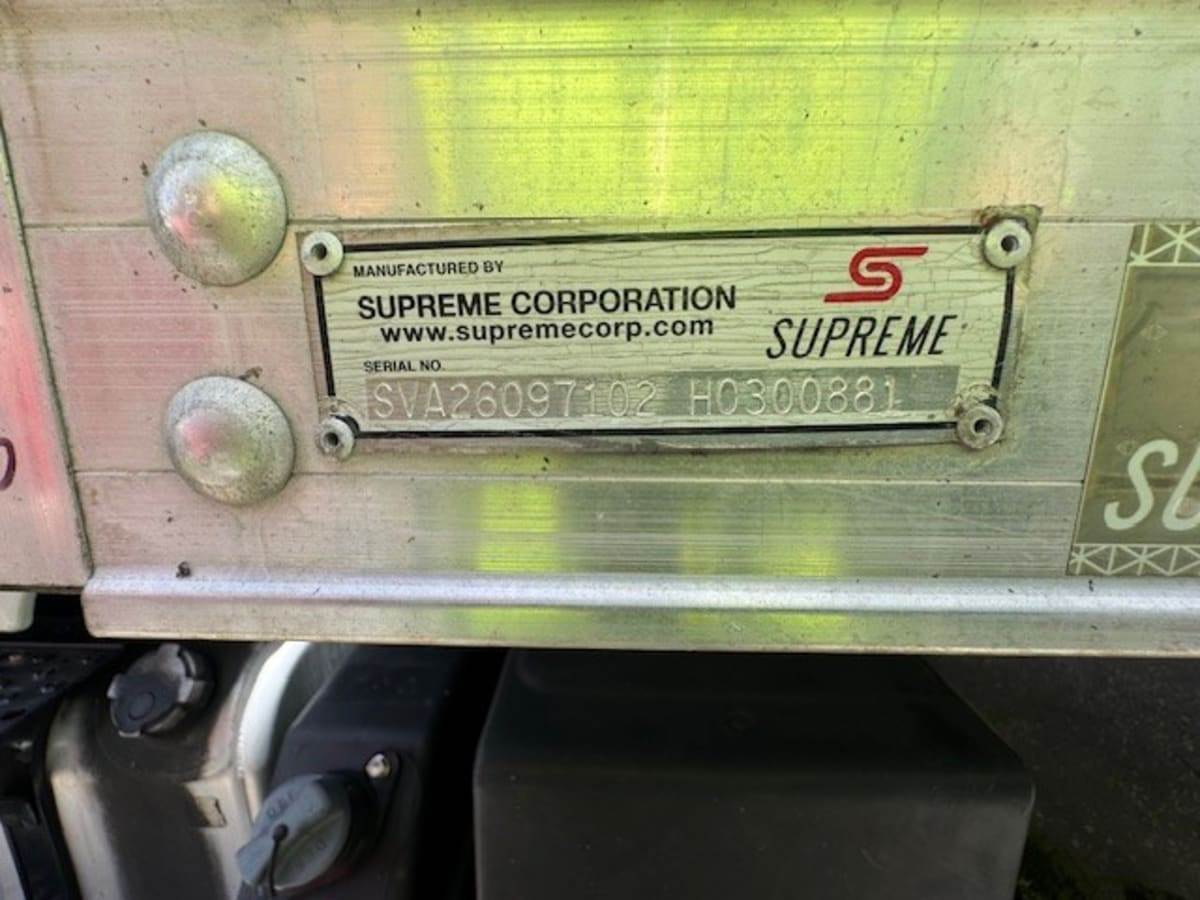 MANUFACTURED BY
SUPREME CORPORATION
www.supremecorp.com
SUPREME
SERIAL NO.
SVA26097102 H0300881